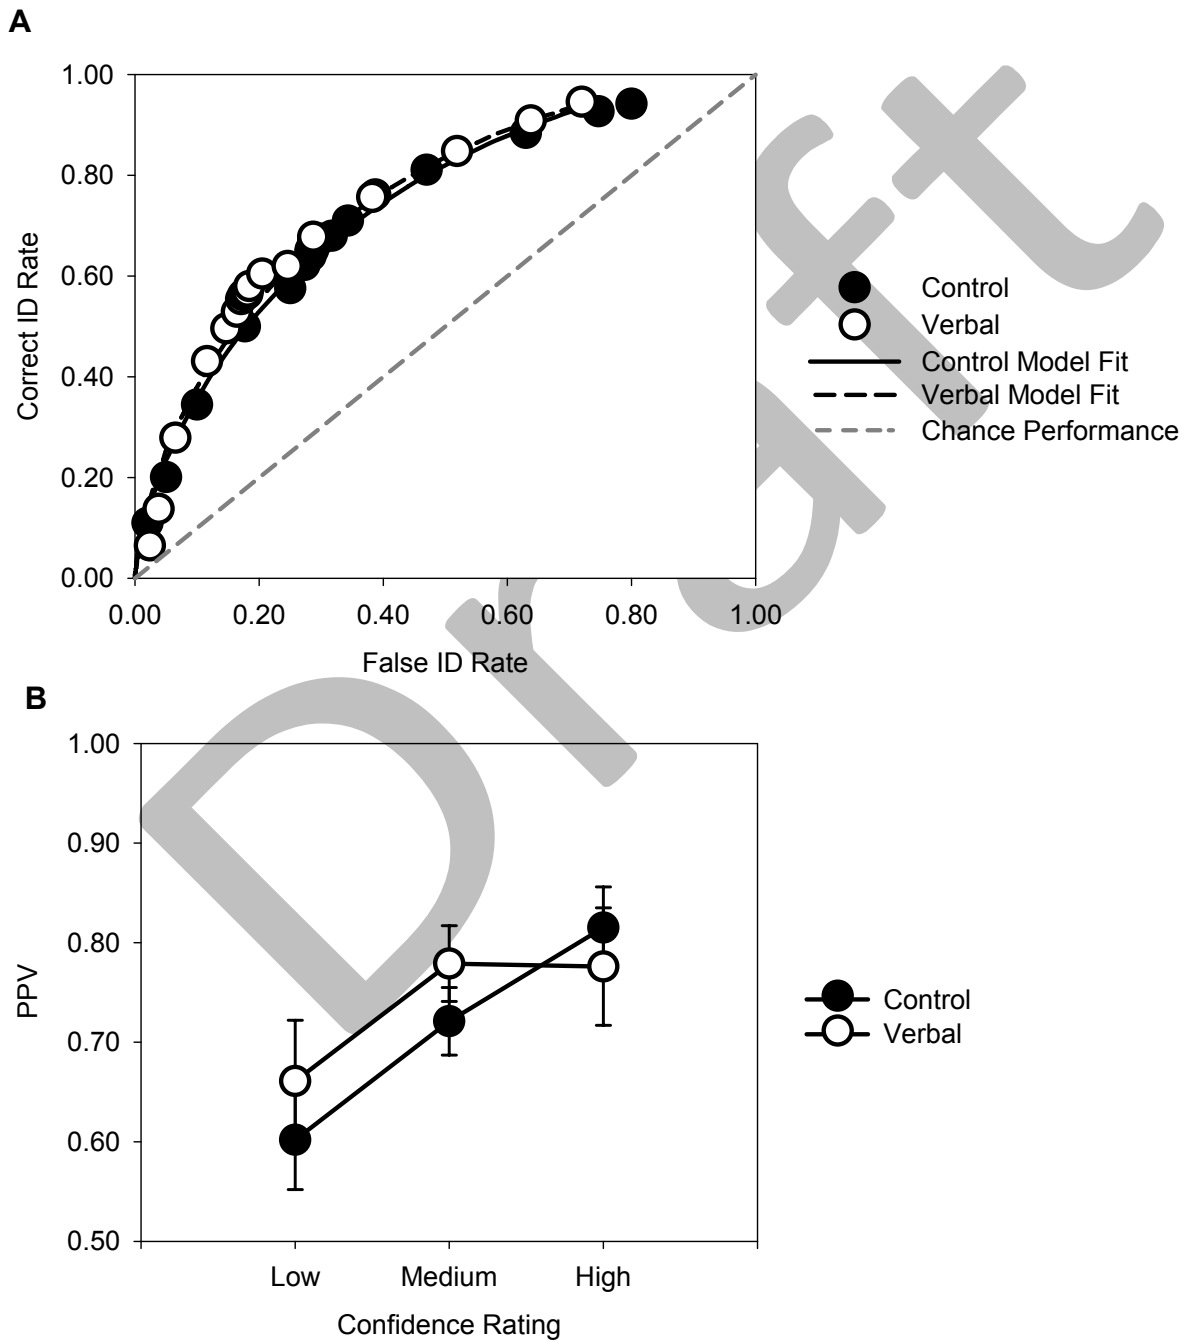 A
1.00
0.80
0.60
0.40
0.20
0.00
Correct ID Rate
0.00 0.20 0.40 0.60 0.80 1.00
False ID Rate
Control
Verbal
Control Model Fit
Verbal Model Fit
Chance Performance
Draft
B
1.00
0.90
0.80
0.70
0.60
0.50
PPV
Low Medium High
Confidence Rating
Control
Verbal